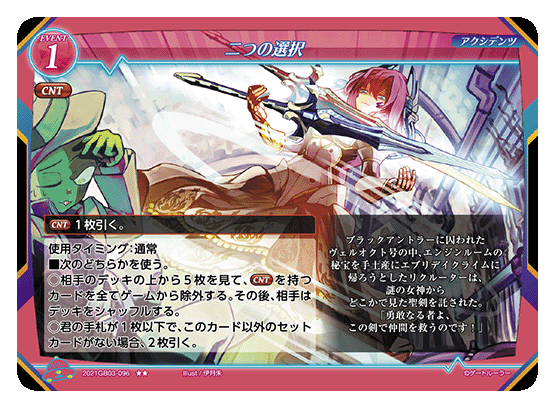 EVENT
1
二つの選択
アクシデンツ
CNT
CNT 1枚引く。
使用タイミング:通常
■次のどちらかを使う。
○相手のデッキの上から5枚を見て、CNTを持つ
カードを全てゲームから除外する。その後、相手は
デッキをシャッフルする。
○君の手札が1枚以下で、このカード以外のセット
カードがない場合、2枚引く。
ブラックアントラーに囚われた
ヴェルオクト号の中、エンジンルームの
秘宝を手土産にエブリデイクライムに
帰ろうとしたリクルーターは、
謎の女神から
どこかで見た聖剣を託された。
「勇敢なる者よ、
この剣で仲間を救うのです!」
2021GB03-096 ★★
Illust / 伊月朱
©ゲートルーラー